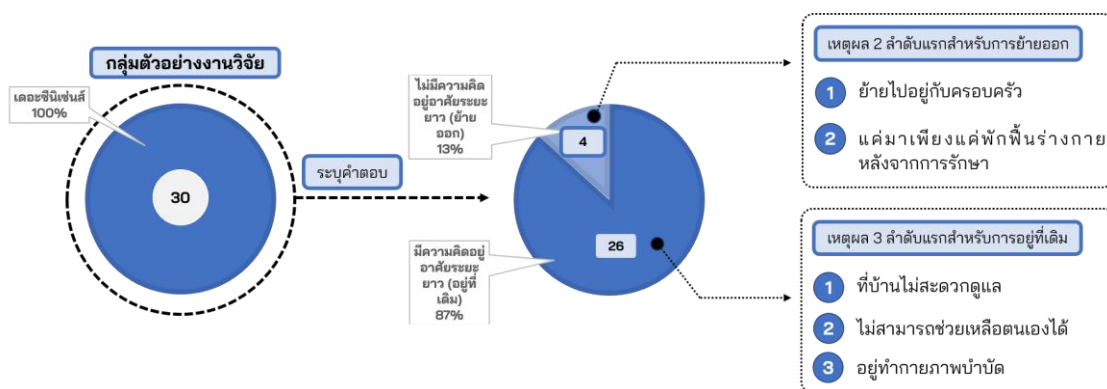 กลุ่มตัวอย่างงานวิจัย
เดอะซีนิเซ่นส์
100%
30
ระบุคำตอบ
ไม่มีความคิด
อยู่อาศัยระยะ
ยาว (ย้าย
ออก)
13%
4
26
มีความคิดอยู่
อาศัยระยะ
ยาว (อยู่ที่
เดิม)
87%
เหตุผล 2 ลำดับแรกสำหรับการย้ายออก
1 ย้ายไปอยู่กับครอบครัว
2 แค่มาเพียงแค่พักฟื้นร่างกาย
หลังจากการรักษา
เหตุผล 3 ลำดับแรกสำหรับการอยู่ที่เดิม
1 ที่บ้านไม่สะดวกดูแล
2 ไม่สามารถช่วยเหลือตนเองได้
3 อยู่ทำกายภาพบำบัด